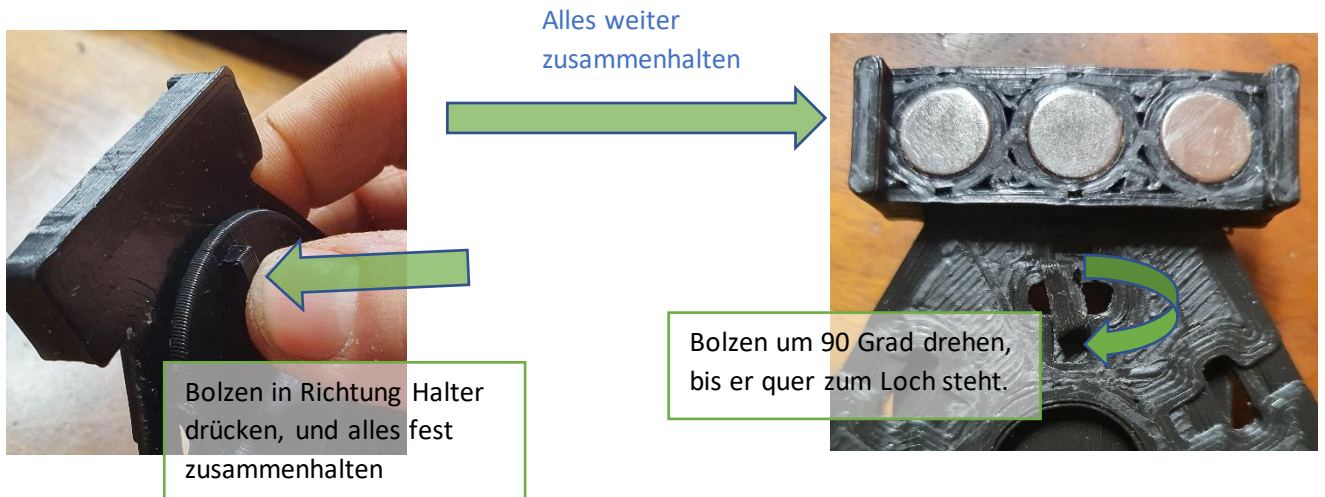 Alles weiter
zusammenhalten
Bolzen in Richtung Halter
drücken, und alles fest
zusammenhalten
Bolzen um 90 Grad drehen,
bis er quer zum Loch steht.